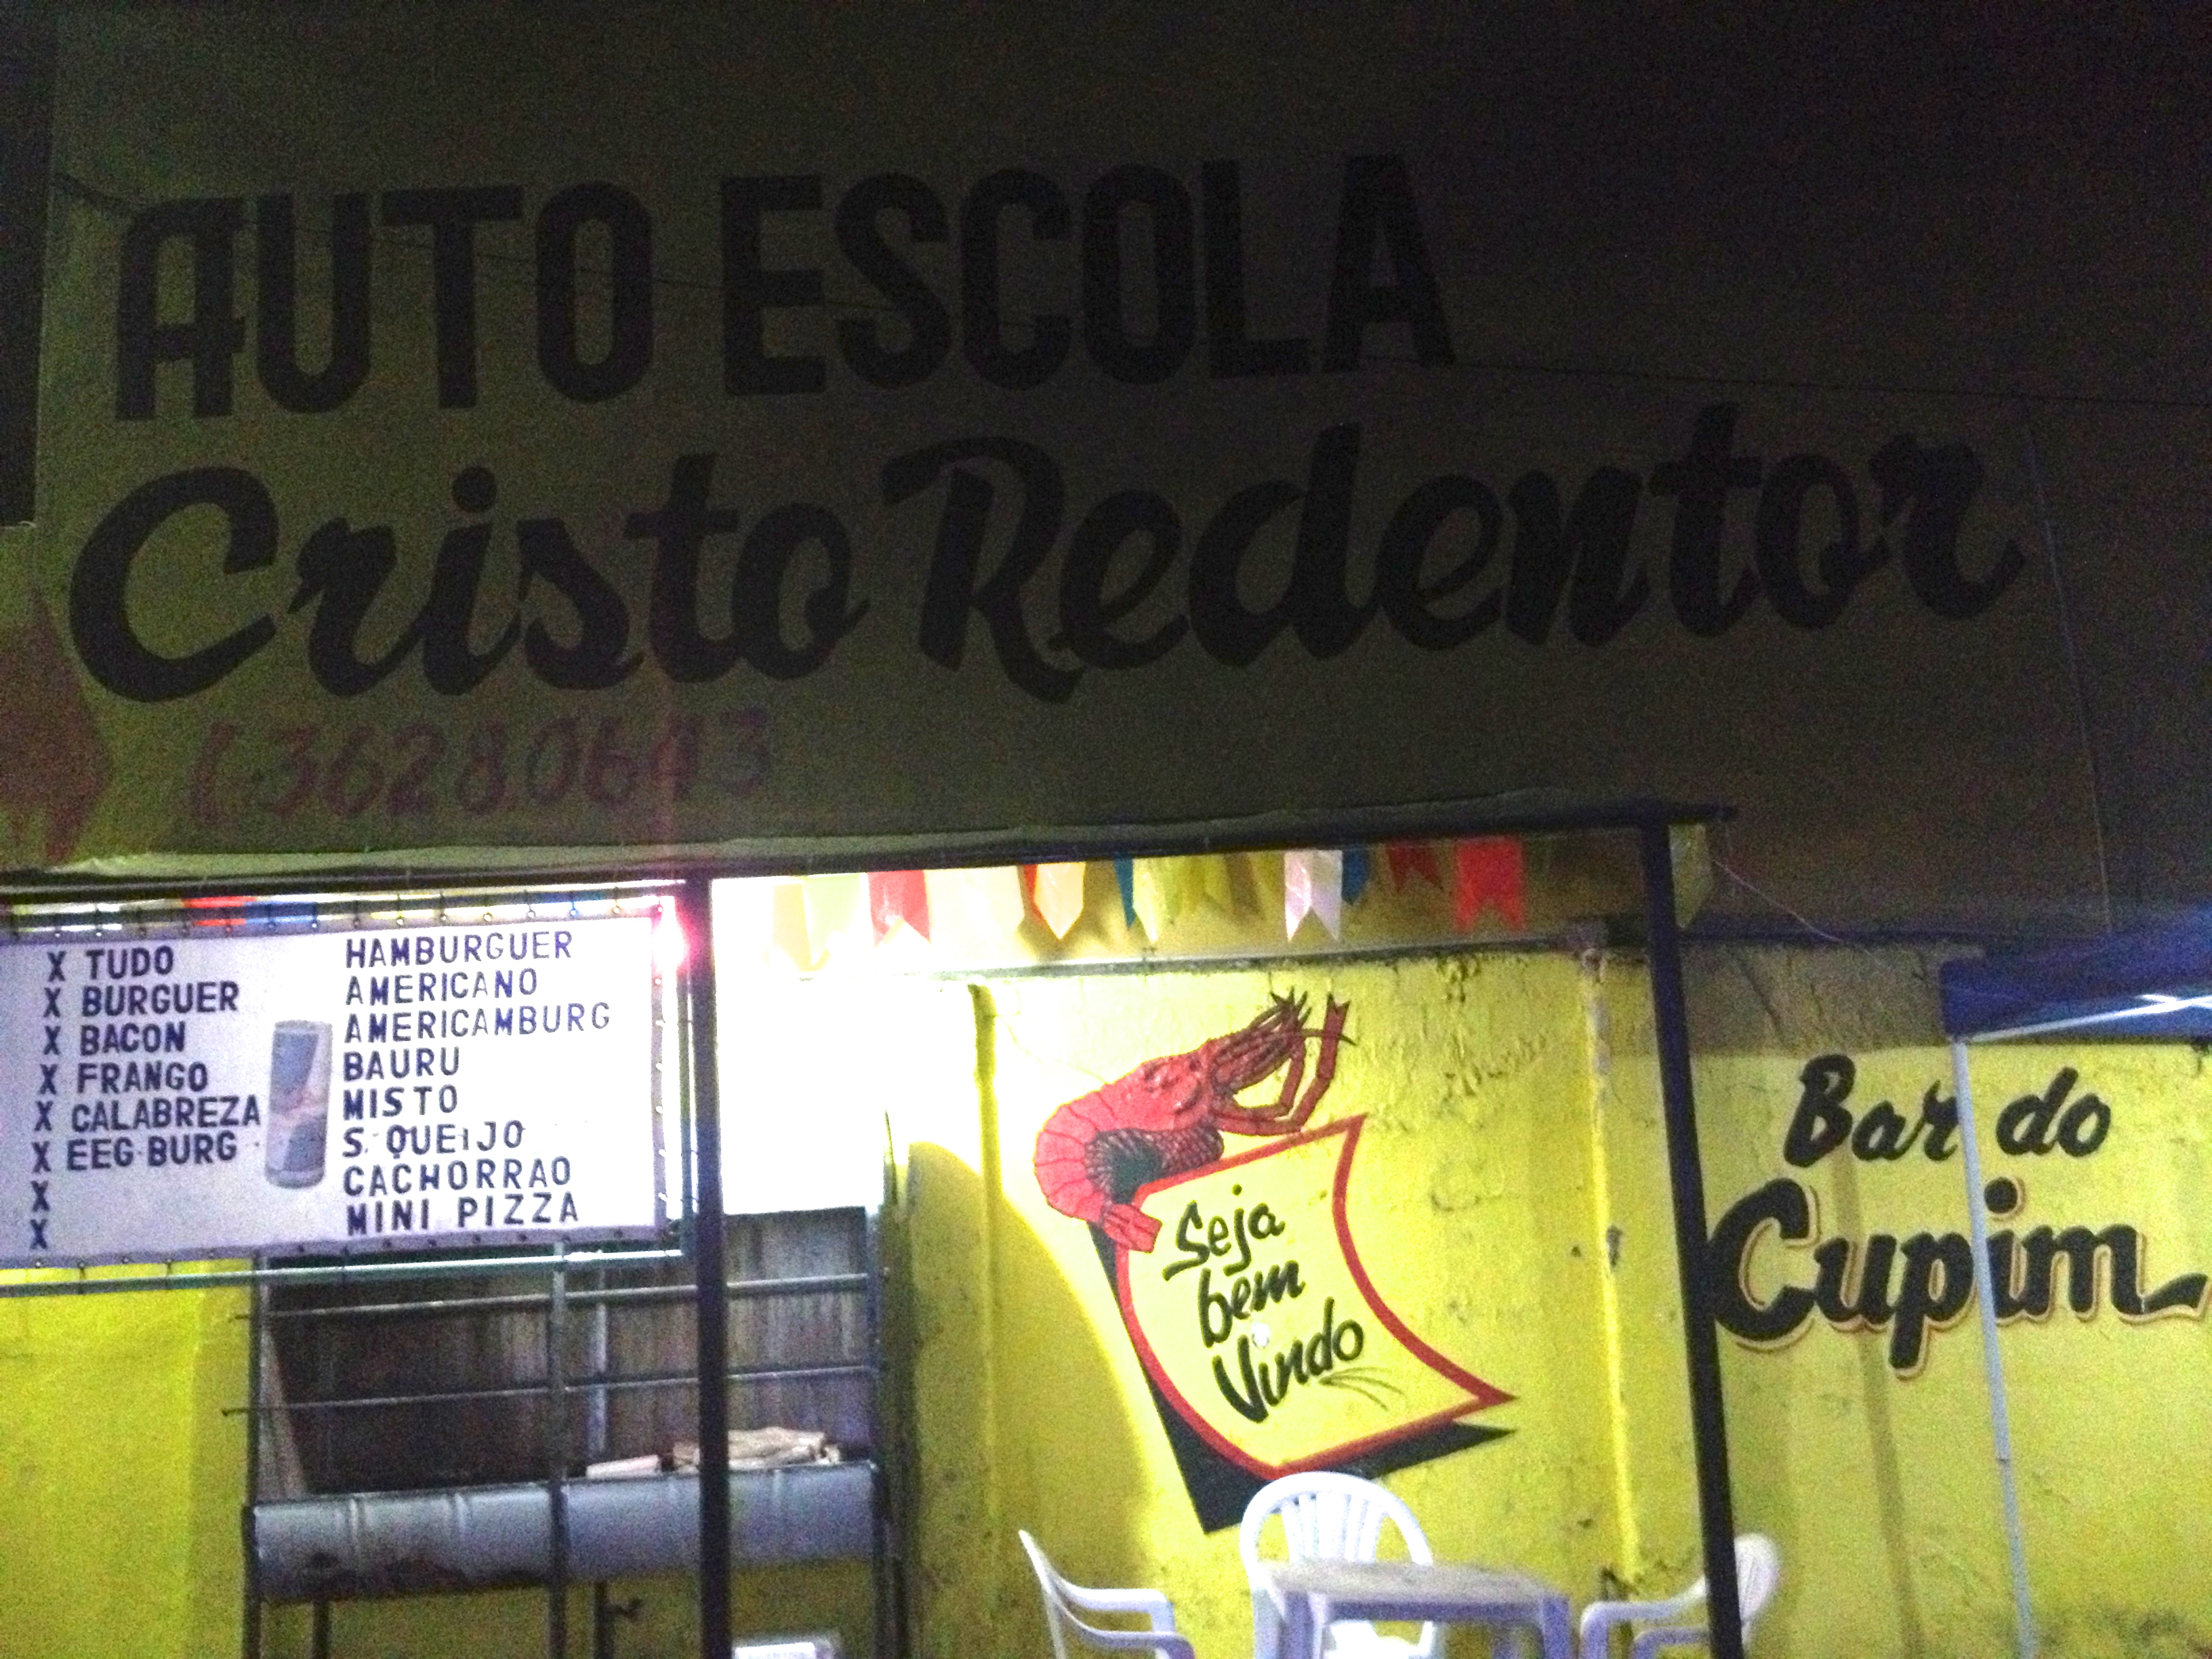 AUTO ESCOLA
Cristo Redentor
X TUDO
X BURGUER
X BACON
X FRANGO
X CALABREZA
X EEG BURG
X
X
HAMBURGUER
AMERICANO
AMERICAMBURG
BAURU
MISTO
S. QUEiJO
CACHORRAO
MINI PIZZA
Seja
bem
Vindo
Bar do
Cupim